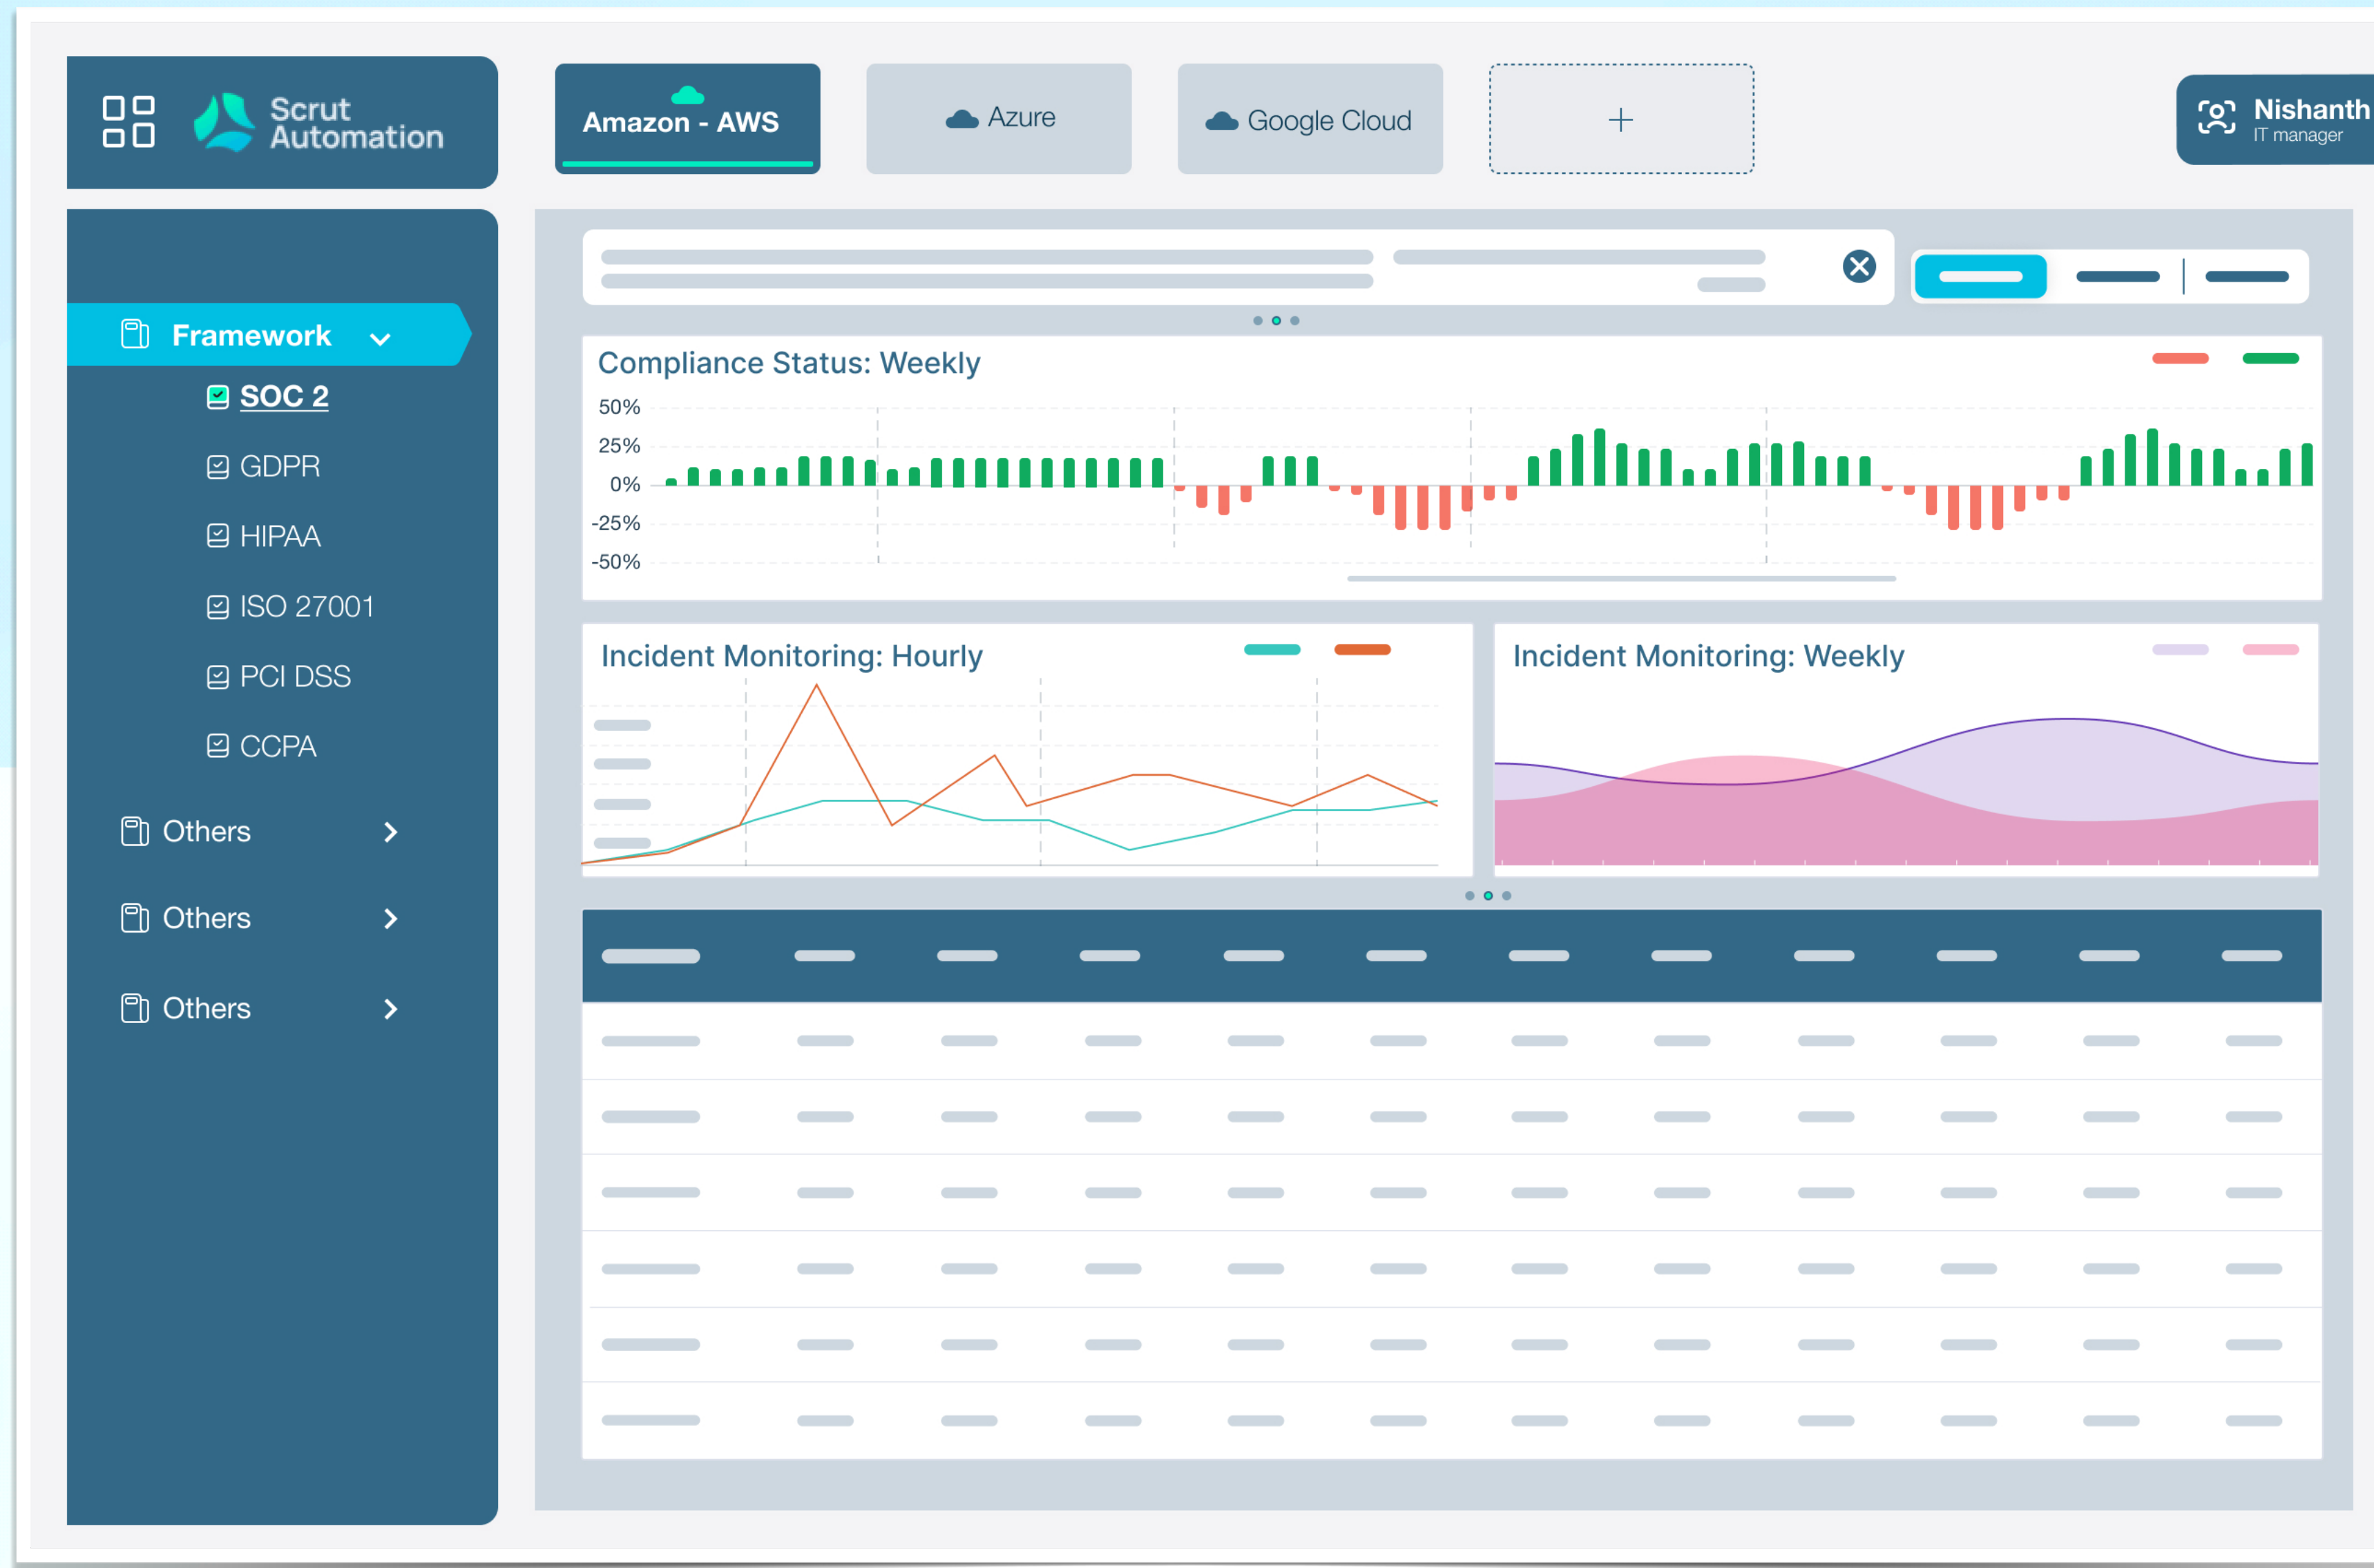 Scrut
Automation
Amazon - AWS
Azure
Google Cloud
+
Nishanth
IT manager
Framework
SOC 2
GDPR
HIPAA
ISO 27001
PCI DSS
CCPA
Others
Others
Others
Compliance Status: Weekly
50%
25%
0%
-25%
-50%
Incident Monitoring: Hourly
Incident Monitoring: Weekly